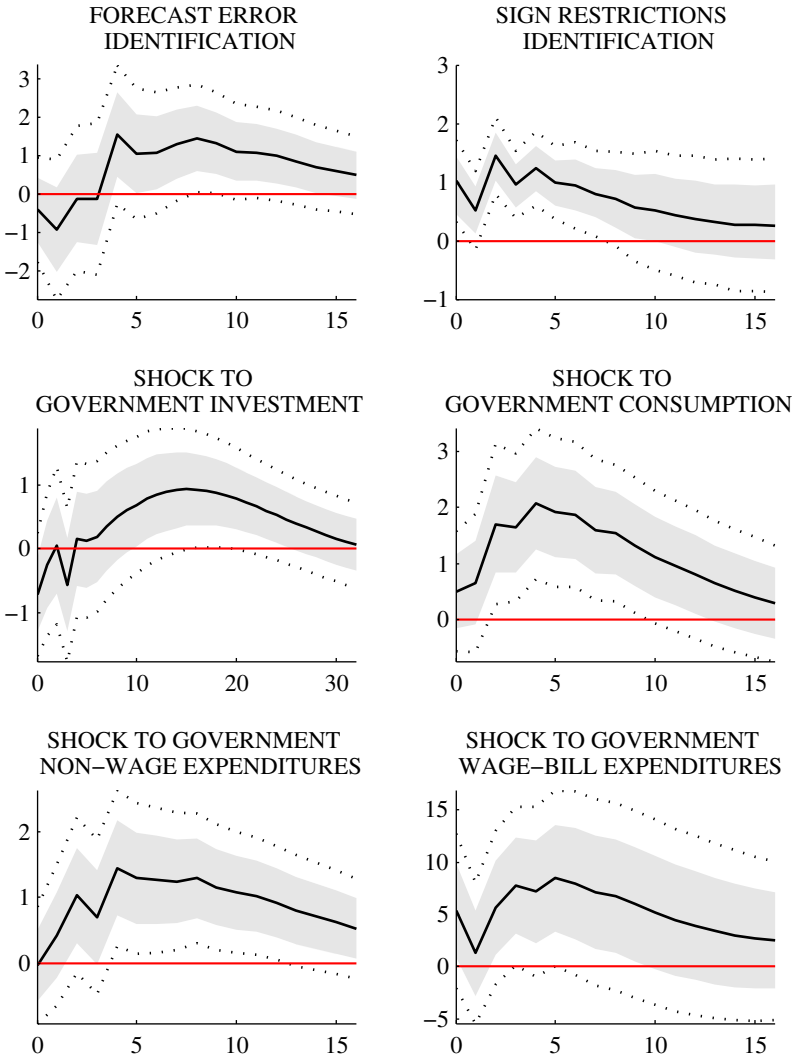 FORECAST ERROR
IDENTIFICATION
3
2
1
0
−1
−2
0 5 10 15
SIGN RESTRICTIONS
IDENTIFICATION
3
2
1
0
−1
0 5 10 15
SHOCK TO
GOVERNMENT INVESTMENT
1
0
−1
0 10 20 30
SHOCK TO
GOVERNMENT CONSUMPTION
3
2
1
0
0 5 10 15
SHOCK TO GOVERNMENT
NON−WAGE EXPENDITURES
2
1
0
0 5 10 15
SHOCK TO GOVERNMENT
WAGE−BILL EXPENDITURES
15
10
5
0
−5
0 5 10 15